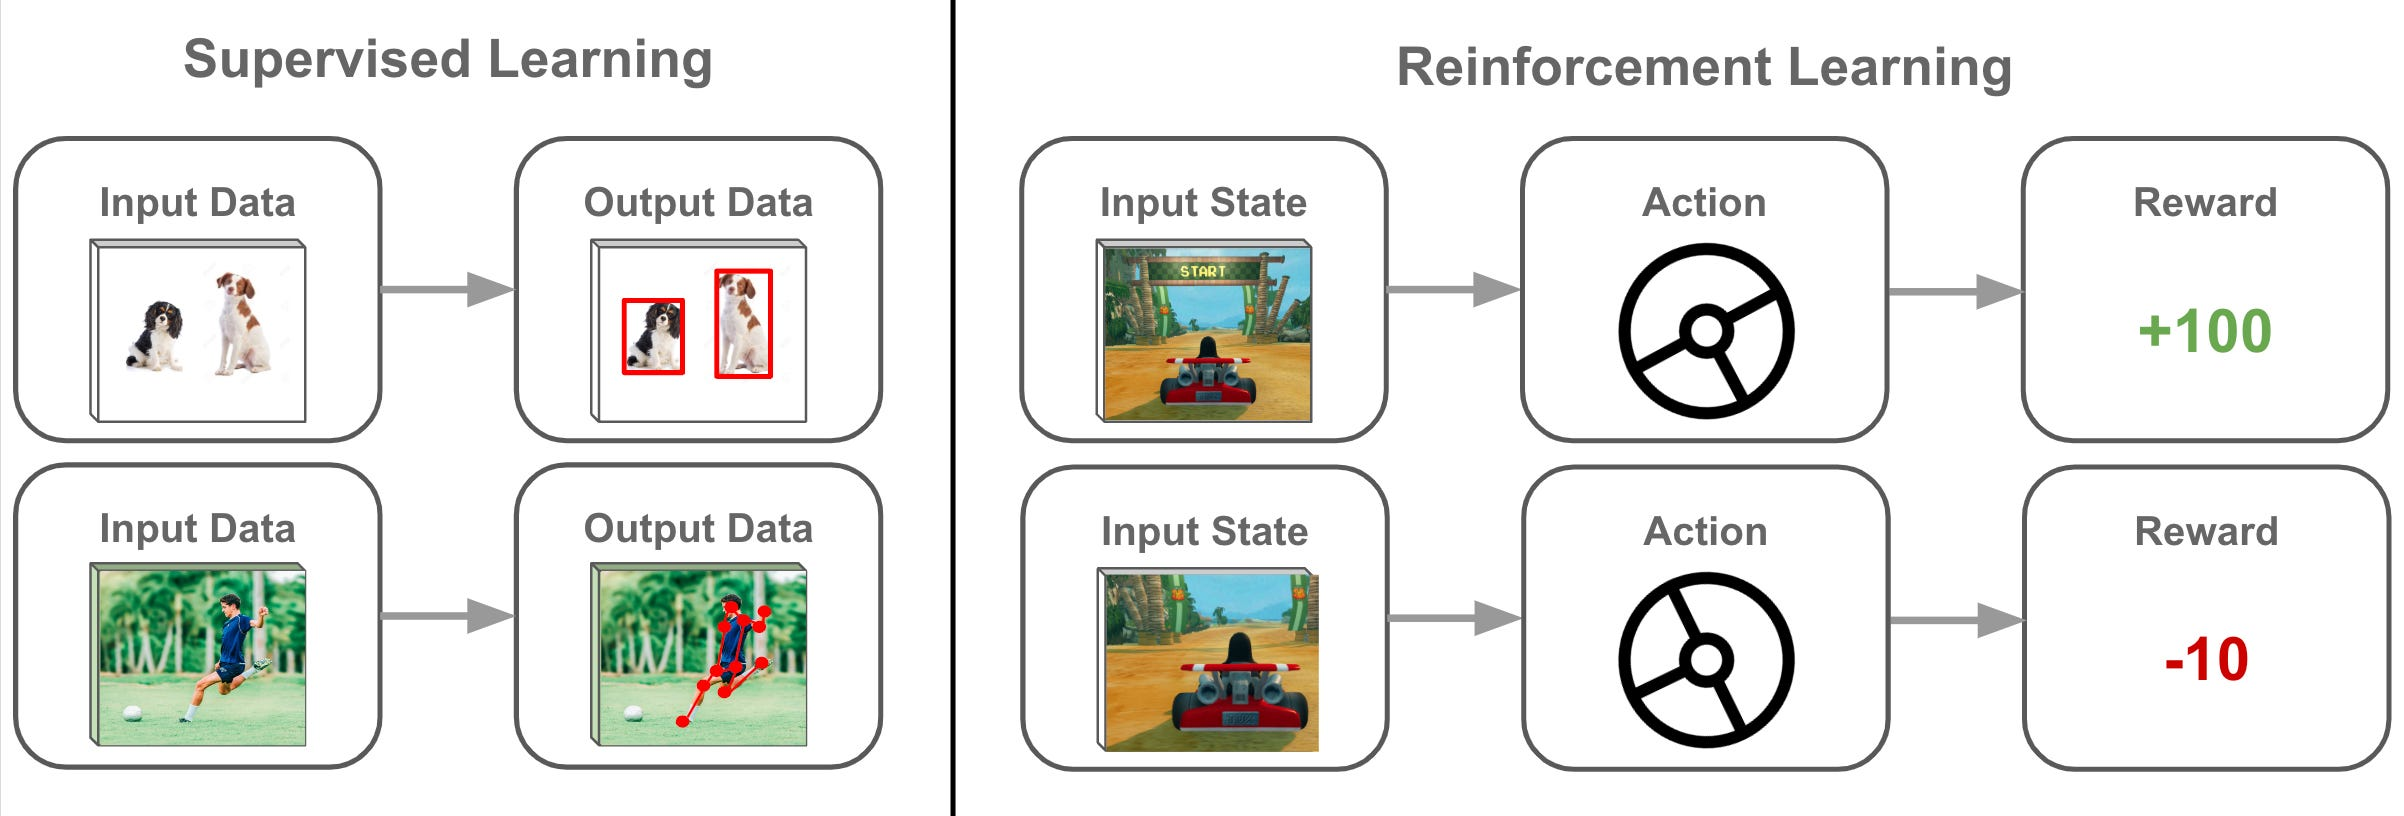 Supervised Learning
Input Data
Output Data
Input Data
Output Data
Reinforcement Learning
Input State
START
Action
Reward
+100
Input State
Action
Reward
-10